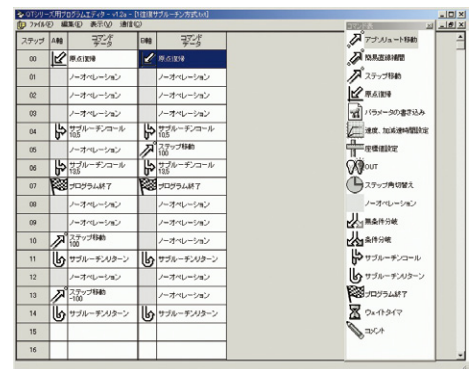 QTシリーズ用プログラムエディタ - v1.2a - [1往復サブルーチン方式.txt]
ファイル(F) 編集(E) 表示(V) 通信(C)
ステップ A軸 コマンド データ B軸 コマンド データ
00 原点復帰 原点復帰
01 ノーオペレーション ノーオペレーション
02 ノーオペレーション ノーオペレーション
03 ノーオペレーション ノーオペレーション
04 サブルーチンコール 10,5 サブルーチンコール 10,5
05 ノーオペレーション ステップ移動 100
06 サブルーチンコール 13,5 サブルーチンコール 13,5
07 プログラム終了 プログラム終了
08 ノーオペレーション ノーオペレーション
09 ノーオペレーション ノーオペレーション
10 ステップ移動 100 ノーオペレーション
11 サブルーチンリターン サブルーチンリターン
12 ノーオペレーション ノーオペレーション
13 ステップ移動 -100 ノーオペレーション
14 サブルーチンリターン サブルーチンリターン
15
16
アブソリュート移動
簡易直線補間
ステップ移動
原点復帰
パラメータの書き込み
速度、加減速時間設定
座標値設定
OUT
ステップ角切替え
ノーオペレーション
無条件分岐
条件分岐
サブルーチンコール
サブルーチンリターン
プログラム終了
ウェイトタイマ
コメント